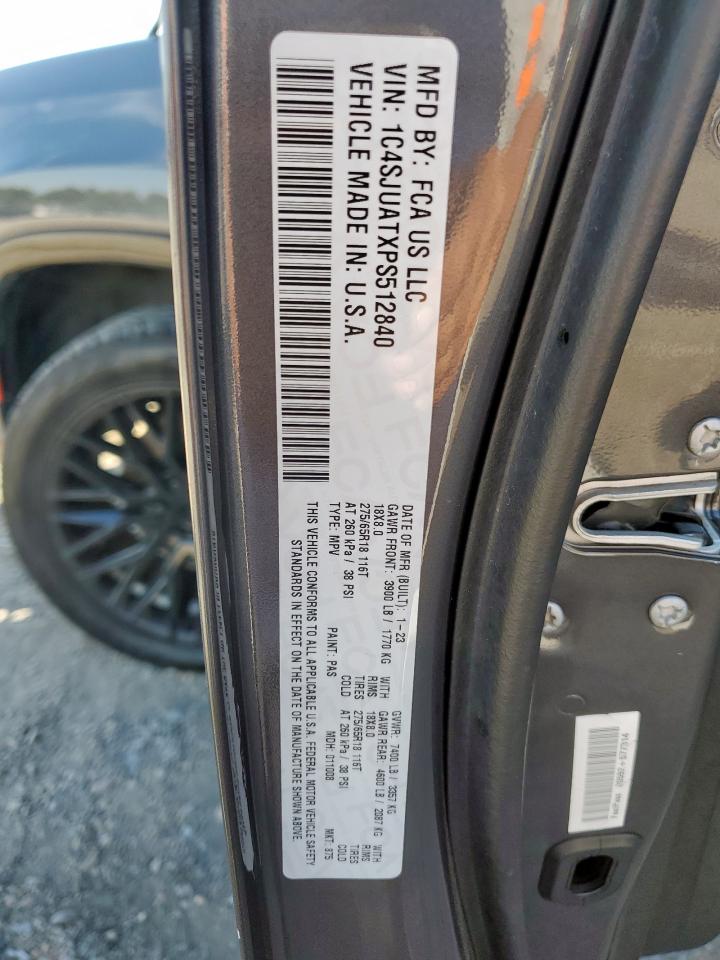 MFD BY: FCA US LLC
VIN: 1C4SJUATXPS512840
VEHICLE MADE IN: U.S.A.
DATE OF MFR (BUILT): 1-23 GVWR: 7400 LB / 3357 KG
GAWR FRONT: 3900 LB / 1770 KG WITH GAWR REAR: 4600 LB / 2087 KG WITH
18X8.0 RIMS 18X8.0 RIMS
275/65R18 116T TIRES 275/65R18 116T TIRES
AT 260 kPa / 38 PSI COLD AT 260 kPa / 38 PSI COLD
TYPE: MPV PAINT: PAS MDH: 011008 MKT: 875
THIS VEHICLE CONFORMS TO ALL APPLICABLE U.S.A. FEDERAL MOTOR VEHICLE SAFETY
STANDARDS IN EFFECT ON THE DATE OF MANUFACTURE SHOWN ABOVE.